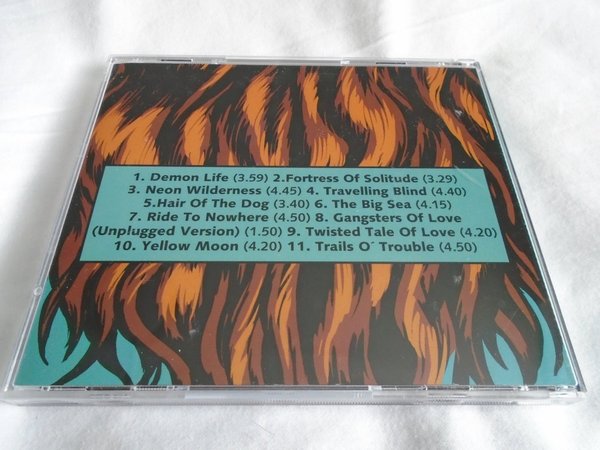 1. Demon Life (3.59) 2.Fortress Of Solitude (3.29)
3. Neon Wilderness (4.45) 4. Travelling Blind (4.40)
5.Hair Of The Dog (3.40) 6. The Big Sea (4.15)
7. Ride To Nowhere (4.50) 8. Gangsters Of Love
(Unplugged Version) (1.50) 9. Twisted Tale Of Love (4.20)
10. Yellow Moon (4.20) 11. Trails O´ Trouble (4.50)